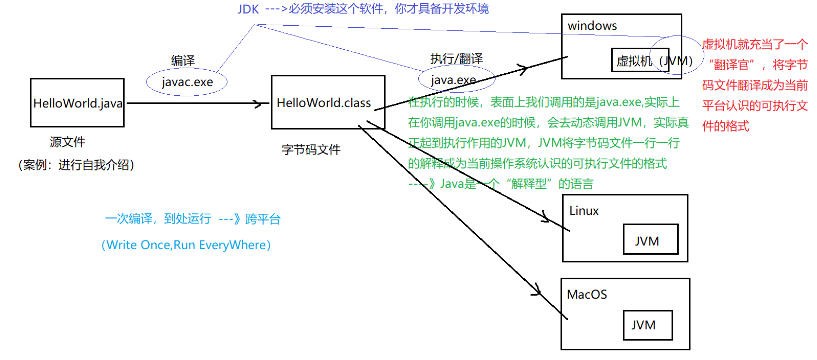 JDK --->必须安装这个软件，你才具备开发环境
windows
编译
执行/翻译
虚拟机就充当了一个
“翻译官”，将字节
码文件翻译成为当前
平台认识的可执行文
件的格式
javac.exe
java.exe
虚拟机（JVM）
HelloWorld.java
HelloWorld.class
在执行的时候，表面上我们调用的是java.exe,实际上
在你调用java.exe的时候，会去动态调用JVM，实际真
正起到执行作用的JVM，JVM将字节码文件一行一行
的解释成为当前操作系统认识的可执行文件的格式
----》Java是一个“解释型”的语言
源文件
字节码文件
（案例：进行自我介绍）
一次编译，到处运行 ---》跨平台
（Write Once,Run EveryWhere）
Linux
JVM
MacOS
JVM